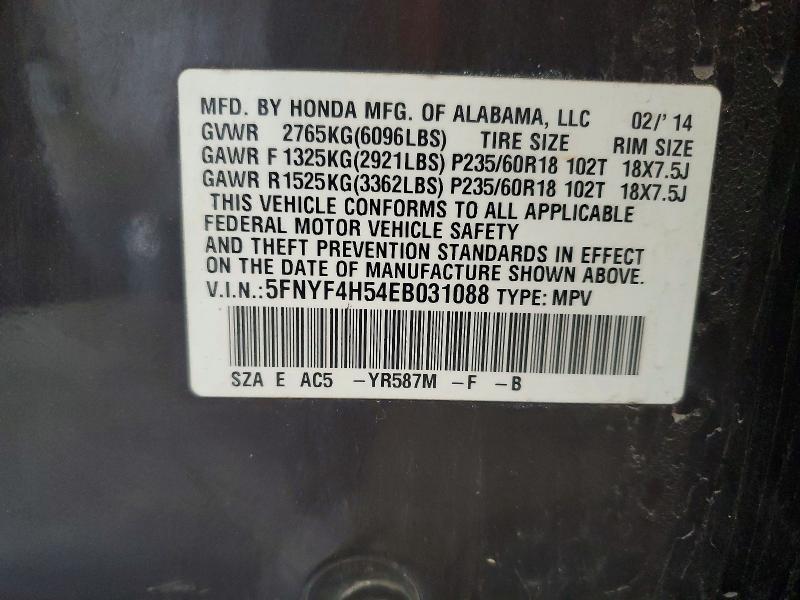 MFD. BY HONDA MFG. OF ALABAMA, LLC 02/'14
GVWR 2765KG(6096LBS) TIRE SIZE RIM SIZE
GAWR F 1325KG(2921LBS) P235/60R18 102T 18X7.5J
GAWR R1525KG(3362LBS) P235/60R18 102T 18X7.5J
THIS VEHICLE CONFORMS TO ALL APPLICABLE
FEDERAL MOTOR VEHICLE SAFETY
AND THEFT PREVENTION STANDARDS IN EFFECT
ON THE DATE OF MANUFACTURE SHOWN ABOVE.
V.I.N.:5FNYF4H54EB031088 TYPE: MPV
SZA E AC5 -YR587M -F -B